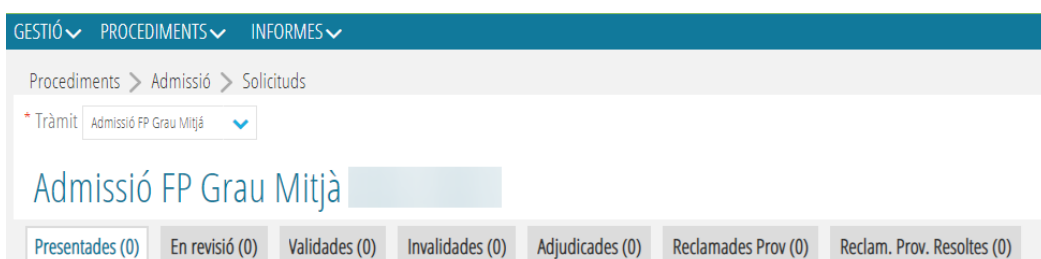 GESTIÓ PROCEDIMENTS INFORMES
Procediments > Admissió > Solicituds
* Tràmit Admissió FP Grau Mitjá
Admissió FP Grau Mitjà
Presentades (0) En revisió (0) Validades (0) Invalidades (0) Adjudicades (0) Reclamades Prov (0) Reclam. Prov. Resoltes (0)